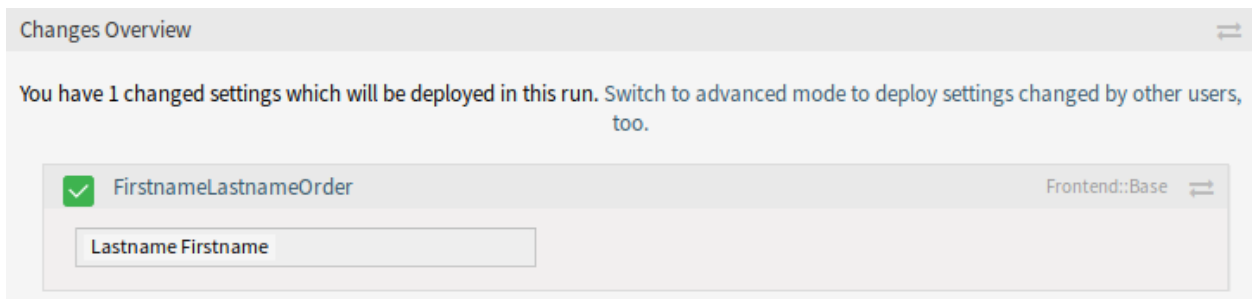 Changes Overview
You have 1 changed settings which will be deployed in this run. Switch to advanced mode to deploy settings changed by other users,
too.
FirstnameLastnameOrder Frontend::Base
Lastname Firstname